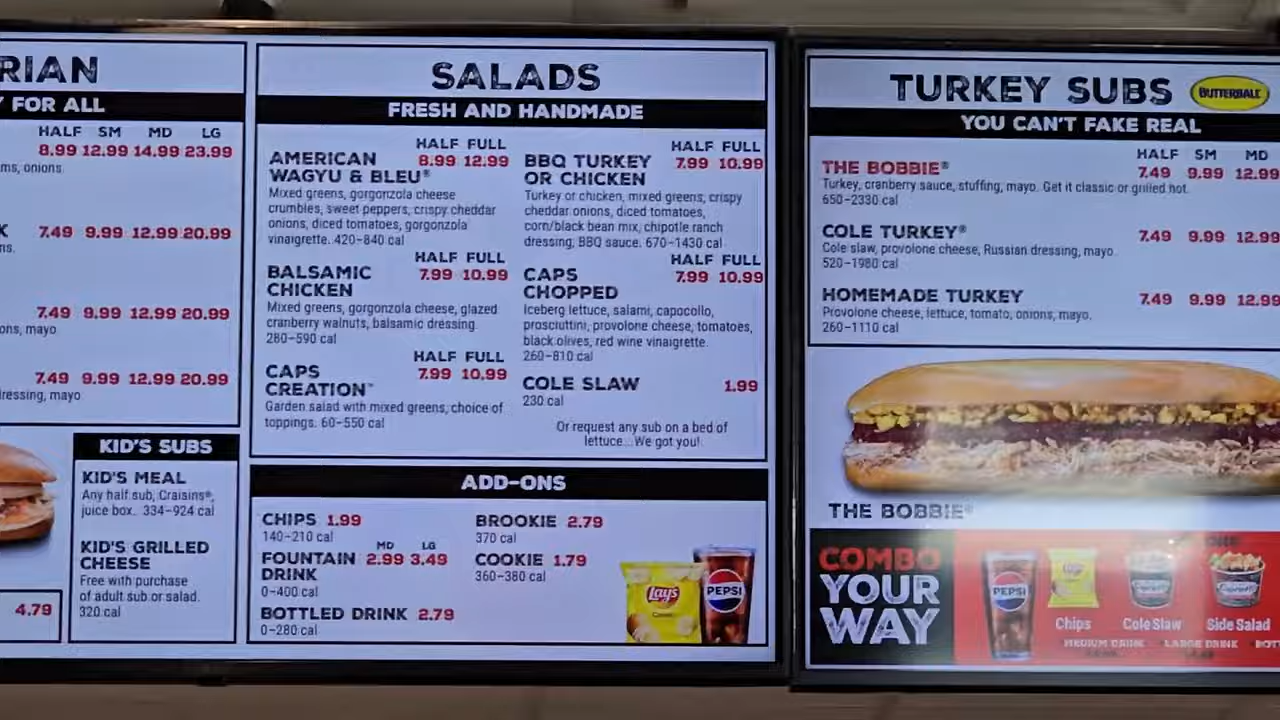 RIAN
Y FOR ALL
HALF SM MD LG
8.99 12.99 14.99 23.99
ms, onions.
K 7.49 9.99 12.99 20.99
ns.
7.49 9.99 12.99 20.99
ons, mayo
7.49 9.99 12.99 20.99
ressing, mayo
KID'S SUBS
KID'S MEAL
Any half sub, Craisins®,
juice box. 334–924 cal
KID'S GRILLED
CHEESE
Free with purchase
of adult sub or salad.
320 cal
4.79
SALADS
FRESH AND HANDMADE
HALF FULL
AMERICAN 8.99 12.99
WAGYU & BLEU®
Mixed greens, gorgonzola cheese
crumbles, sweet peppers, crispy cheddar
onions, diced tomatoes, gorgonzola
vinaigrette. 420–840 cal
HALF FULL
BALSAMIC 7.99 10.99
CHICKEN
Mixed greens, gorgonzola cheese, glazed
cranberry walnuts, balsamic dressing.
280–590 cal
HALF FULL
CAPS 7.99 10.99
CREATION™
Garden salad with mixed greens, choice of
toppings. 60–550 cal
HALF FULL
BBQ TURKEY 7.99 10.99
OR CHICKEN
Turkey or chicken, mixed greens, crispy
cheddar onions, diced tomatoes,
corn/black bean mix, chipotle ranch
dressing, BBQ sauce. 670–1430 cal
HALF FULL
CAPS 7.99 10.99
CHOPPED
Iceberg lettuce, salami, capocollo,
prosciuttini, provolone cheese, tomatoes,
black olives, red wine vinaigrette.
260–810 cal
COLE SLAW 1.99
230 cal
Or request any sub on a bed of
lettuce...We got you!
ADD-ONS
CHIPS 1.99
140–210 cal
MD LG
FOUNTAIN 2.99 3.49
DRINK
0–400 cal
BOTTLED DRINK 2.79
0–280 cal
BROOKIE 2.79
370 cal
COOKIE 1.79
360–380 cal
Lay's
Classic
PEPSI
TURKEY SUBS
BUTTERBALL
YOU CAN'T FAKE REAL
HALF SM MD
THE BOBBIE® 7.49 9.99 12.99
Turkey, cranberry sauce, stuffing, mayo. Get it classic or grilled hot.
650–2330 cal
COLE TURKEY® 7.49 9.99 12.99
Cole slaw, provolone cheese, Russian dressing, mayo.
520–1980 cal
HOMEMADE TURKEY 7.49 9.99 12.99
Provolone cheese, lettuce, tomato, onions, mayo.
260–1110 cal
THE BOBBIE®
COMBO
YOUR
WAY
PEPSI
Chips
Cole Slaw
Side Salad
MEDIUM DRINK LARGE DRINK BOT